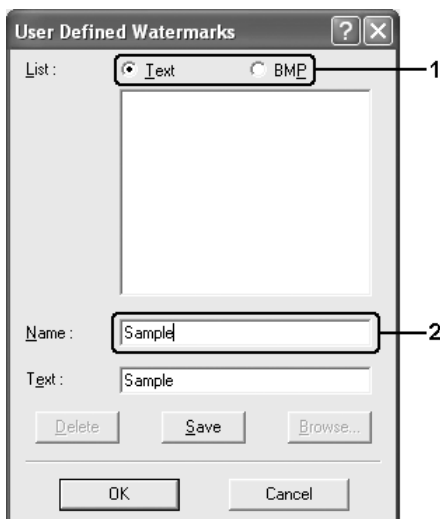 User Defined Watermarks
List : Text BMP 1
Name : Sample 2
Text : Sample
Delete Save Browse...
OK Cancel